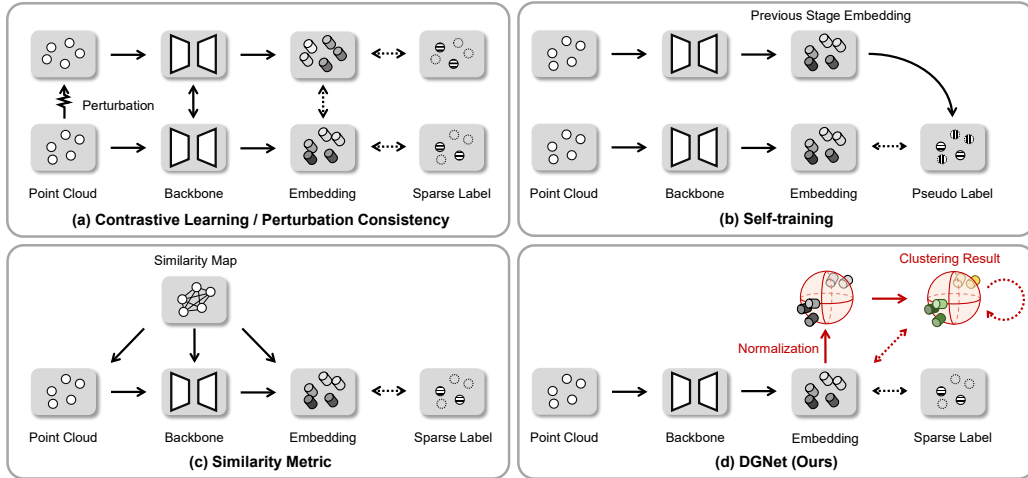 Perturbation
Point Cloud
Backbone
Embedding
Sparse Label
(a) Contrastive Learning / Perturbation Consistency
Previous Stage Embedding
Point Cloud
Backbone
Embedding
Pseudo Label
(b) Self-training
Similarity Map
Point Cloud
Backbone
Embedding
Sparse Label
(c) Similarity Metric
Clustering Result
Normalization
Point Cloud
Backbone
Embedding
Sparse Label
(d) DGNet (Ours)